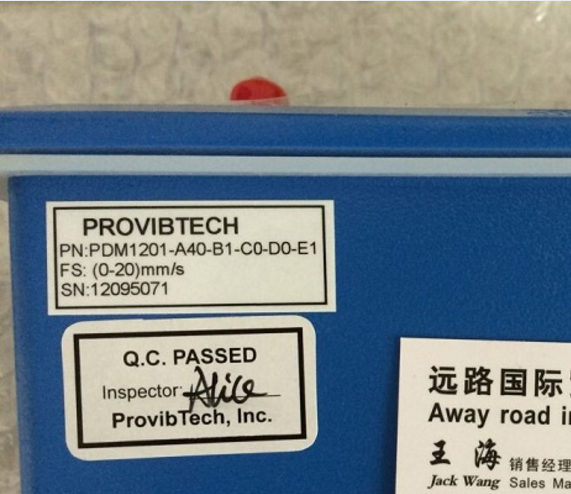 PROVIBTECH
PN:PDM1201-A40-B1-C0-D0-E1
FS: (0-20)mm/s
SN:12095071
Q.C. PASSED
Inspector: Alice
ProvibTech, Inc.
远路国际
Away road
王 海 销售经理
Jack Wang Sales